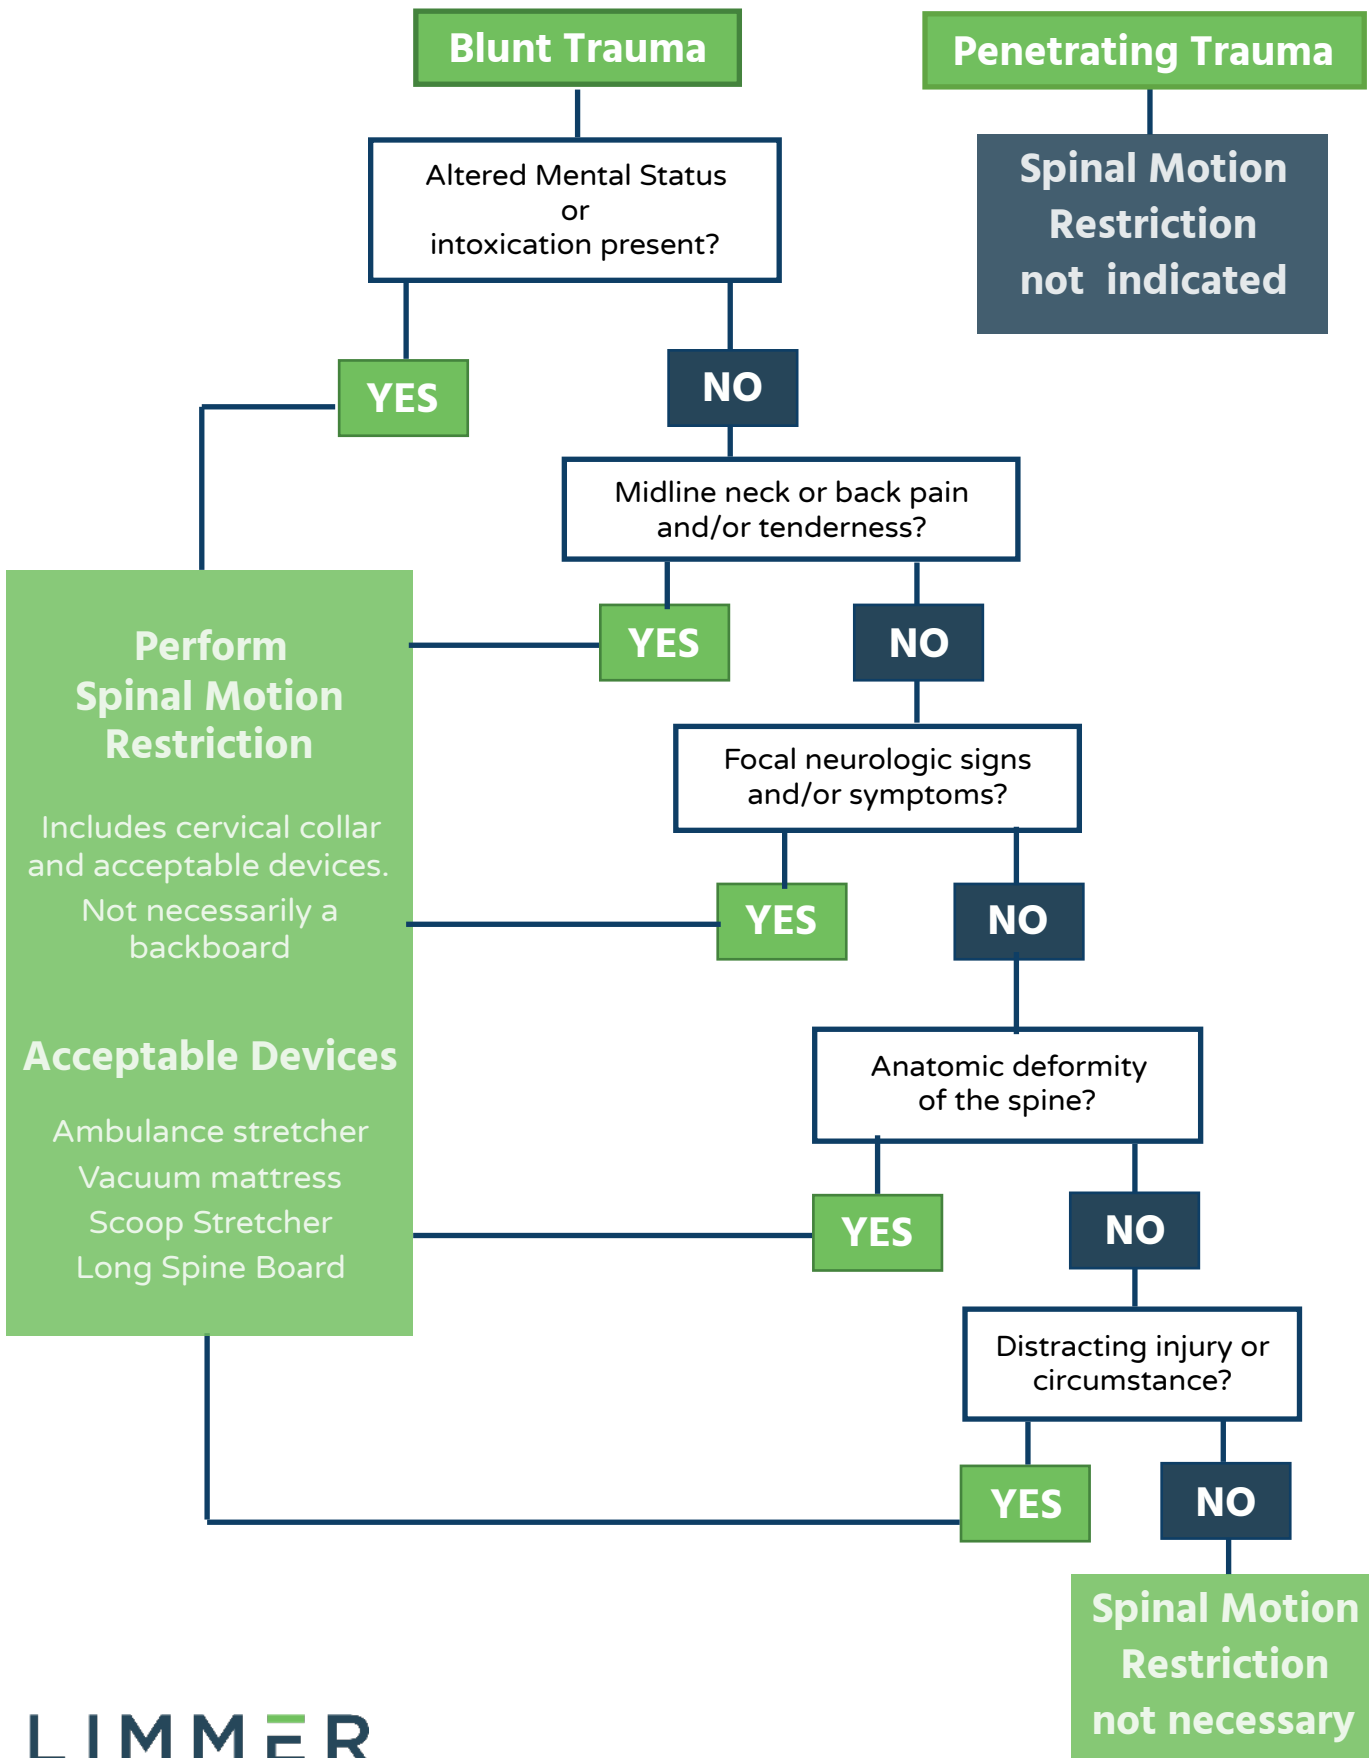 Blunt Trauma
Penetrating Trauma
Altered Mental Status
or
intoxication present?
Spinal Motion
Restriction
not indicated
YES
NO
Midline neck or back pain
and/or tenderness?
YES
NO
Perform
Spinal Motion
Restriction
Includes cervical collar
and acceptable devices.
Not necessarily a
backboard
Acceptable Devices
Ambulance stretcher
Vacuum mattress
Scoop Stretcher
Long Spine Board
Focal neurologic signs
and/or symptoms?
YES
NO
Anatomic deformity
of the spine?
YES
NO
Distracting injury or
circumstance?
YES
NO
Spinal Motion
Restriction
not necessary
LIMMER